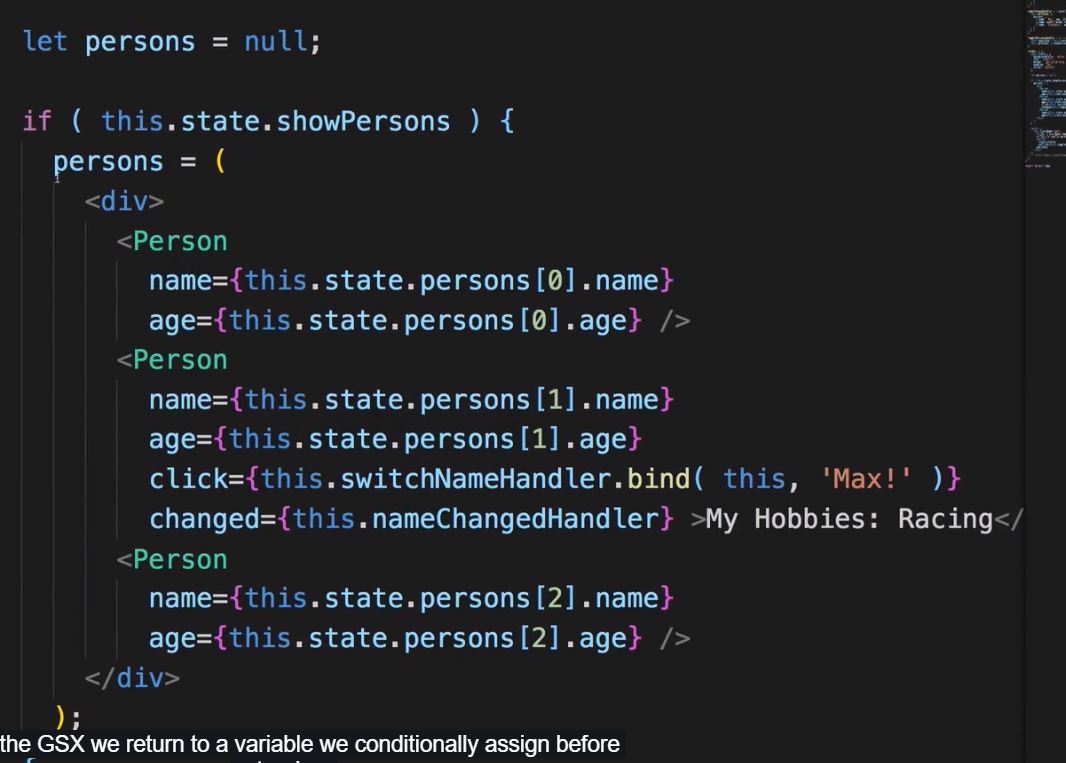 let persons = null;
if ( this.state.showPersons ) {
persons = (
<div>
<Person
name={this.state.persons[0].name}
age={this.state.persons[0].age} />
<Person
name={this.state.persons[1].name}
age={this.state.persons[1].age}
click={this.switchNameHandler.bind( this, 'Max!' )}
changed={this.nameChangedHandler} >My Hobbies: Racing</
<Person
name={this.state.persons[2].name}
age={this.state.persons[2].age} />
</div>
);
the GSX we return to a variable we conditionally assign before